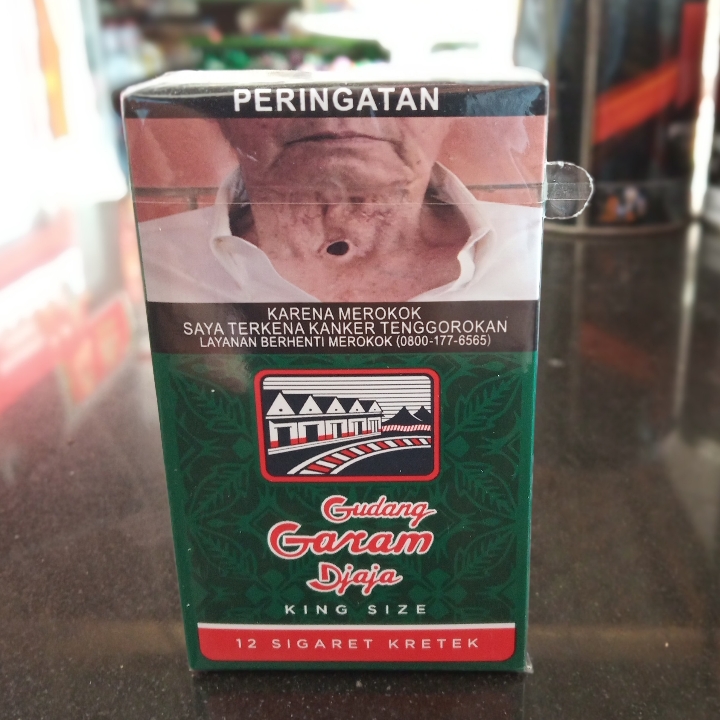 PERINGATAN
KARENA MEROKOK
SAYA TERKENA KANKER TENGGOROKAN
LAYANAN BERHENTI MEROKOK (0800-177-6565)
Gudang
Garam
Djaja
KING SIZE
12 SIGARET KRETEK